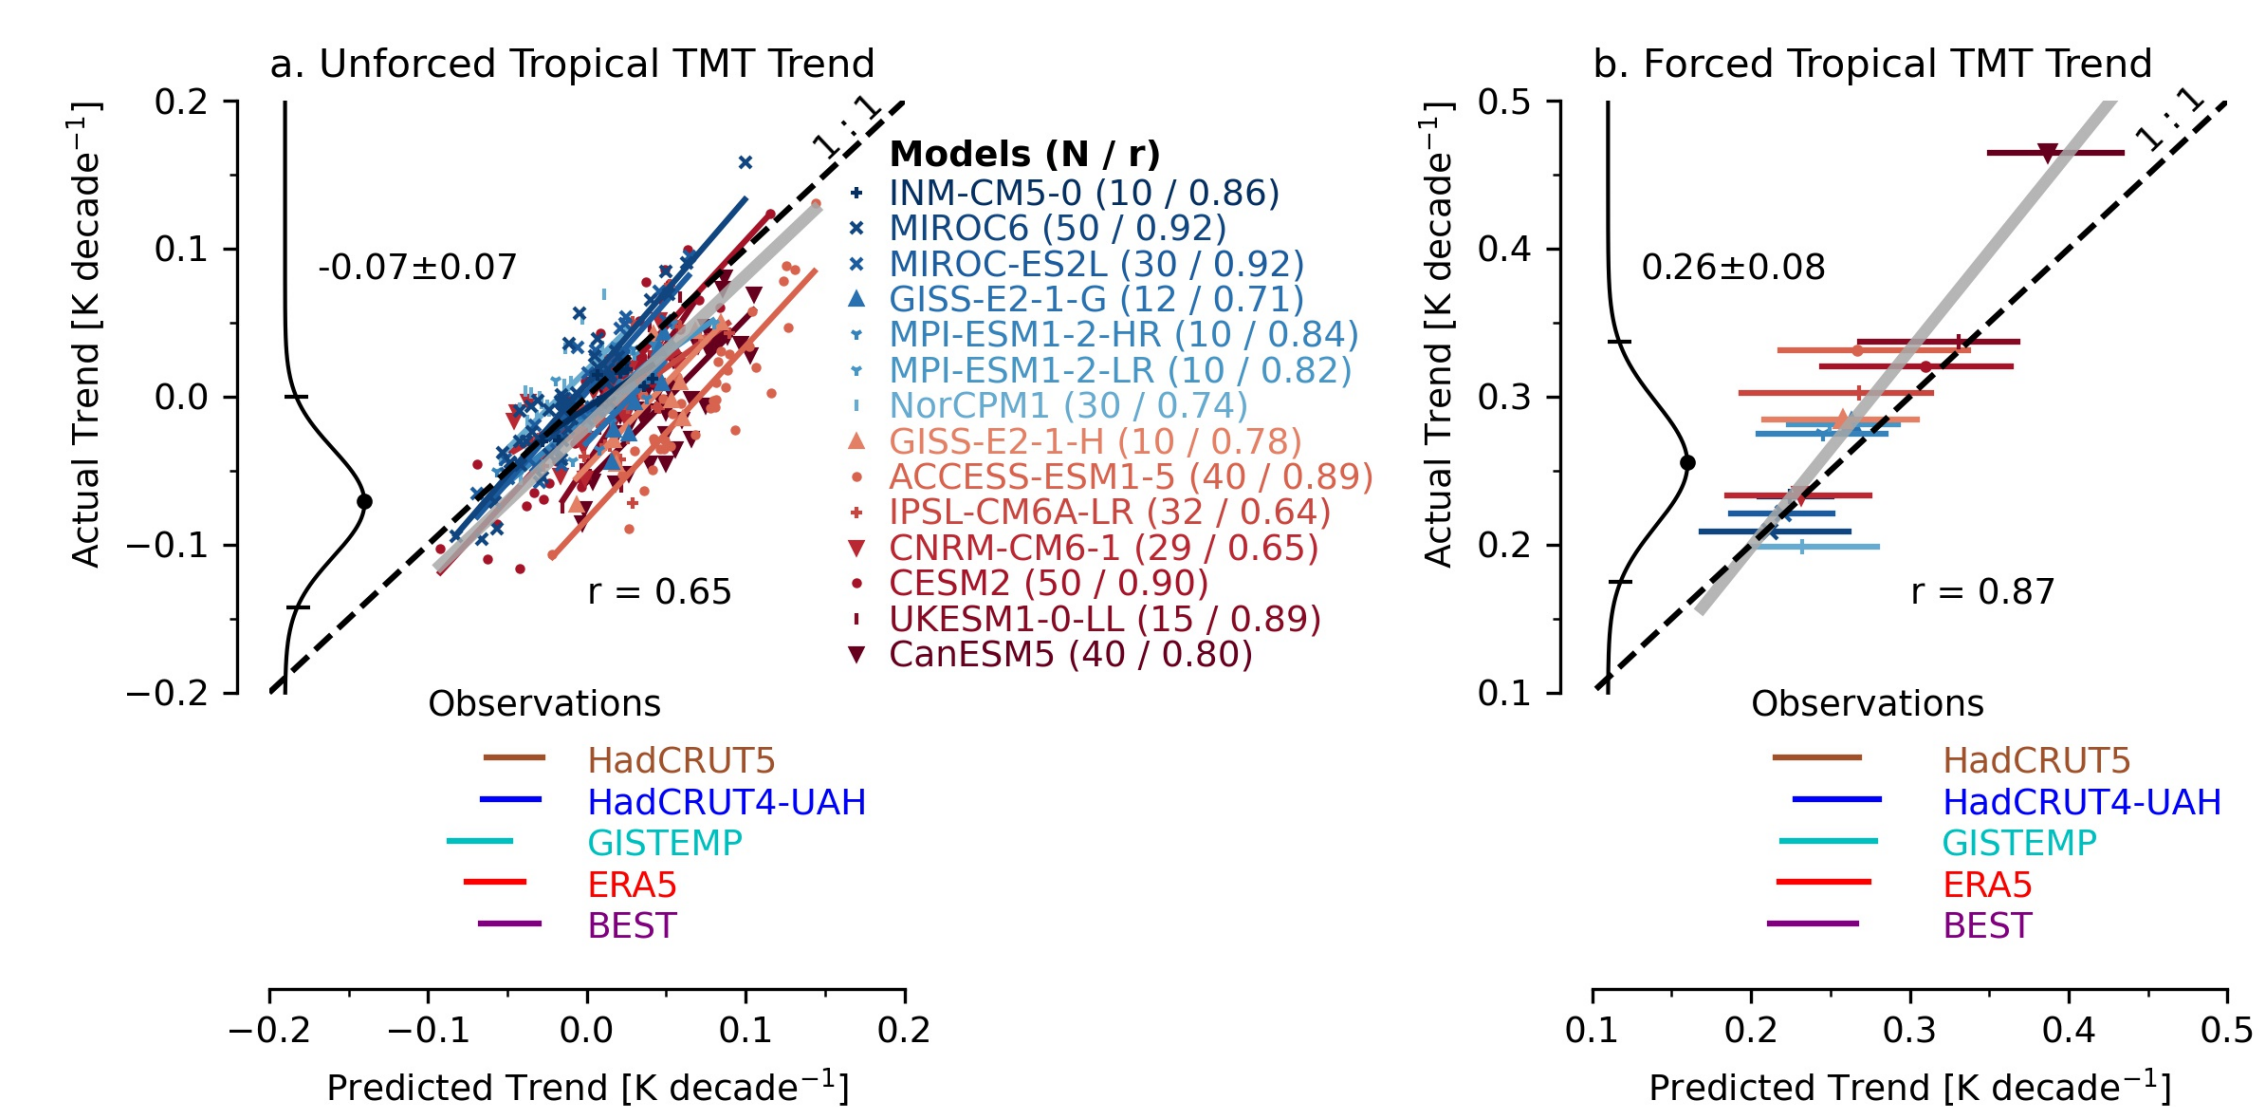 a. Unforced Tropical TMT Trend
Actual Trend [K decade⁻¹]
0.2
0.1
0.0
−0.1
−0.2
-0.07±0.07
1:1
r = 0.65
Models (N / r)
INM-CM5-0 (10 / 0.86)
MIROC6 (50 / 0.92)
MIROC-ES2L (30 / 0.92)
GISS-E2-1-G (12 / 0.71)
MPI-ESM1-2-HR (10 / 0.84)
MPI-ESM1-2-LR (10 / 0.82)
NorCPM1 (30 / 0.74)
GISS-E2-1-H (10 / 0.78)
ACCESS-ESM1-5 (40 / 0.89)
IPSL-CM6A-LR (32 / 0.64)
CNRM-CM6-1 (29 / 0.65)
CESM2 (50 / 0.90)
UKESM1-0-LL (15 / 0.89)
CanESM5 (40 / 0.80)
Observations
HadCRUT5
HadCRUT4-UAH
GISTEMP
ERA5
BEST
−0.2 −0.1 0.0 0.1 0.2
Predicted Trend [K decade⁻¹]
b. Forced Tropical TMT Trend
Actual Trend [K decade⁻¹]
0.5
0.4
0.3
0.2
0.1
0.26±0.08
1:1
r = 0.87
Observations
HadCRUT5
HadCRUT4-UAH
GISTEMP
ERA5
BEST
0.1 0.2 0.3 0.4 0.5
Predicted Trend [K decade⁻¹]